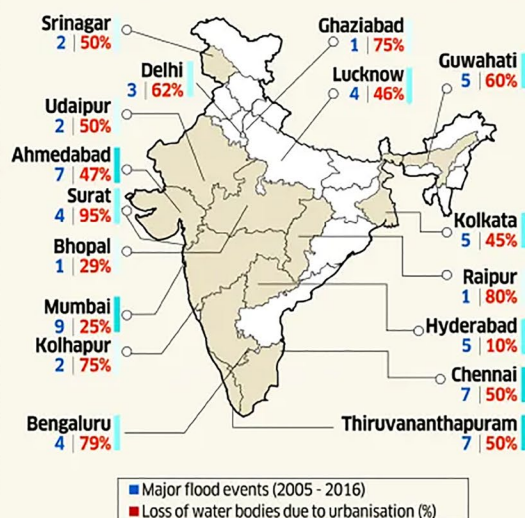 Srinagar
2 | 50%
Delhi
3 | 62%
Udaipur
2 | 50%
Ahmedabad
7 | 47%
Surat
4 | 95%
Bhopal
1 | 29%
Mumbai
9 | 25%
Kolhapur
2 | 75%
Bengaluru
4 | 79%
Ghaziabad
1 | 75%
Lucknow
4 | 46%
Guwahati
5 | 60%
Kolkata
5 | 45%
Raipur
1 | 80%
Hyderabad
5 | 10%
Chennai
7 | 50%
Thiruvananthapuram
7 | 50%
Major flood events (2005 - 2016)
Loss of water bodies due to urbanisation (%)